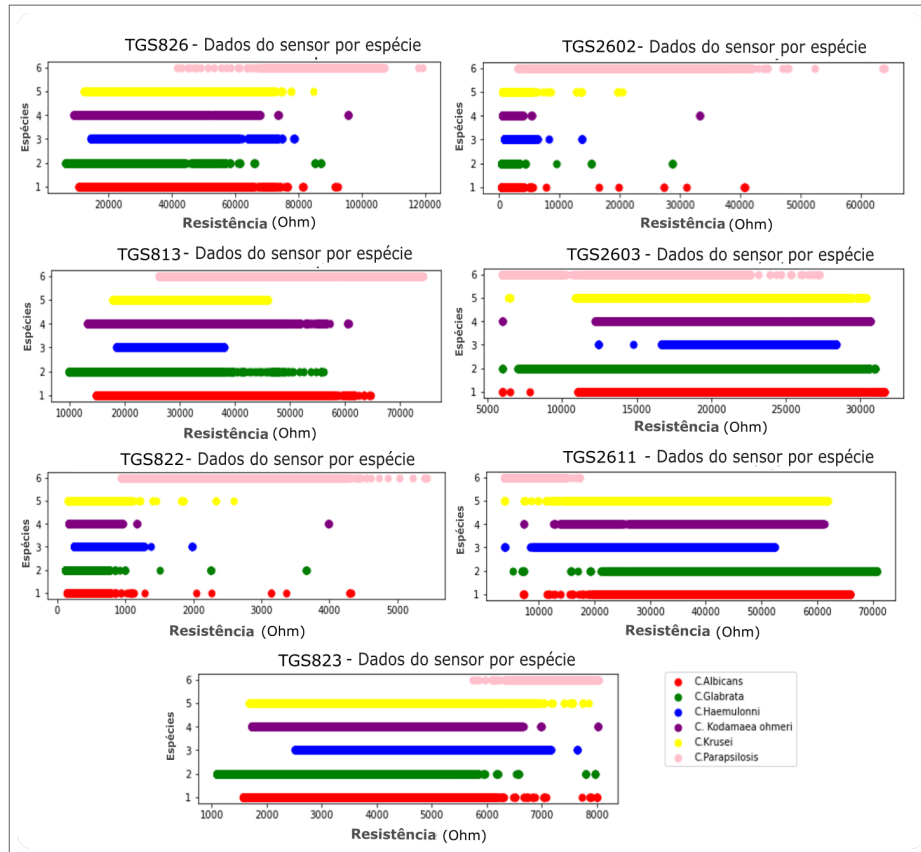 TGS826 - Dados do sensor por espécie
Espécies
6
5
4
3
2
1
20000 40000 60000 80000 100000 120000
Resistência (Ohm)
TGS2602 - Dados do sensor por espécie
6
5
4
3
2
1
0 10000 20000 30000 40000 50000 60000
Resistência (Ohm)
TGS813 - Dados do sensor por espécie
Espécies
6
5
4
3
2
1
10000 20000 30000 40000 50000 60000 70000
Resistência (Ohm)
TGS2603 - Dados do sensor por espécie
6
5
4
3
2
1
5000 10000 15000 20000 25000 30000
Resistência (Ohm)
TGS822 - Dados do sensor por espécie
Espécies
6
5
4
3
2
1
0 1000 2000 3000 4000 5000
Resistência (Ohm)
TGS2611 - Dados do sensor por espécie
6
5
4
3
2
1
10000 20000 30000 40000 50000 60000 70000
Resistência (Ohm)
TGS823 - Dados do sensor por espécie
Espécies
6
5
4
3
2
1
1000 2000 3000 4000 5000 6000 7000 8000
Resistência (Ohm)
C.Albicans
C.Glabrata
C.Haemulonni
C. Kodamaea ohmeri
C.Krusei
C.Parapsilosis